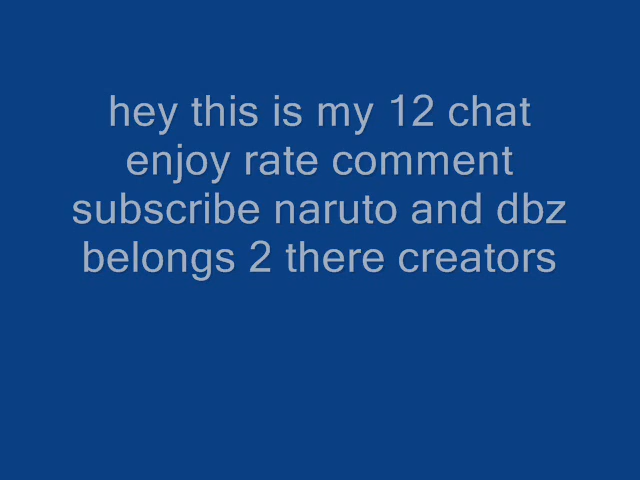 hey this is my 12 chat
enjoy rate comment
subscribe naruto and dbz
belongs 2 there creators